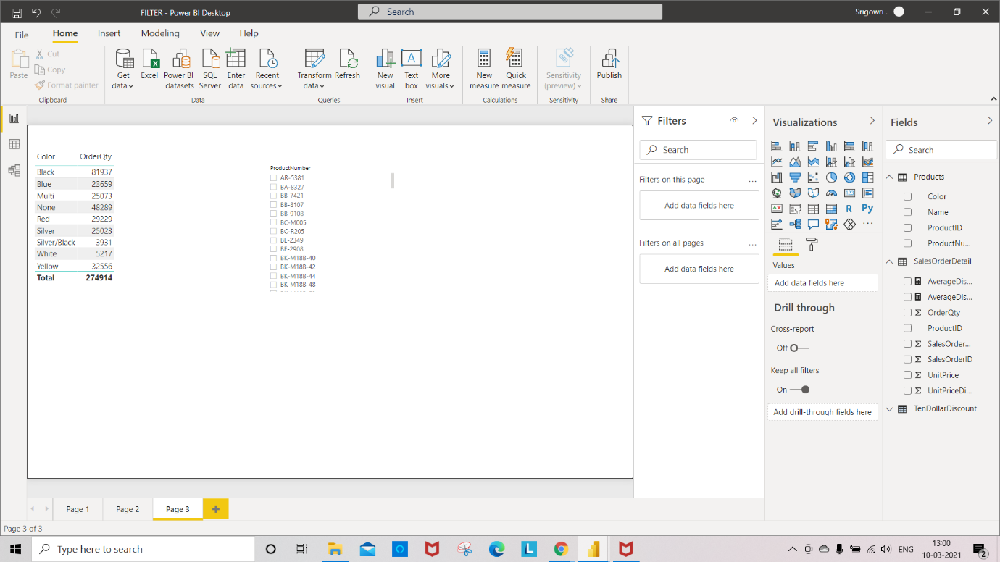 FILTER - Power BI Desktop
Search
Srigowri .
File Home Insert Modeling View Help
Paste
Cut
Copy
Format painter
Clipboard
Get data
Excel
Power BI datasets
SQL Server
Enter data
Recent sources
Data
Transform data
Refresh
Queries
New visual
Text box
More visuals
Insert
New measure
Quick measure
Calculations
Sensitivity (preview)
Sensitivity
Publish
Share
Color OrderQty
Black 81937
Blue 23659
Multi 25073
None 48289
Red 29229
Silver 25023
Silver/Black 3931
White 5217
Yellow 32556
Total 274914
ProductNumber
AR-5381
BA-8327
BB-7421
BB-8107
BB-9108
BC-M005
BC-R205
BE-2349
BE-2908
BK-M18B-40
BK-M18B-42
BK-M18B-44
BK-M18B-48
Filters
Search
Filters on this page ...
Add data fields here
Filters on all pages ...
Add data fields here
Visualizations
R Py
...
Values
Add data fields here
Drill through
Cross-report
Off
Keep all filters
On
Add drill-through fields here
Fields
Search
Products
Color
Name
ProductID
ProductNu...
SalesOrderDetail
AverageDis...
AverageDis...
Σ OrderQty
ProductID
Σ SalesOrder...
Σ SalesOrderID
Σ UnitPrice
Σ UnitPriceDi...
TenDollarDiscount
Page 1 Page 2 Page 3 +
Page 3 of 3
Type here to search
L
ENG
13:00
10-03-2021
2